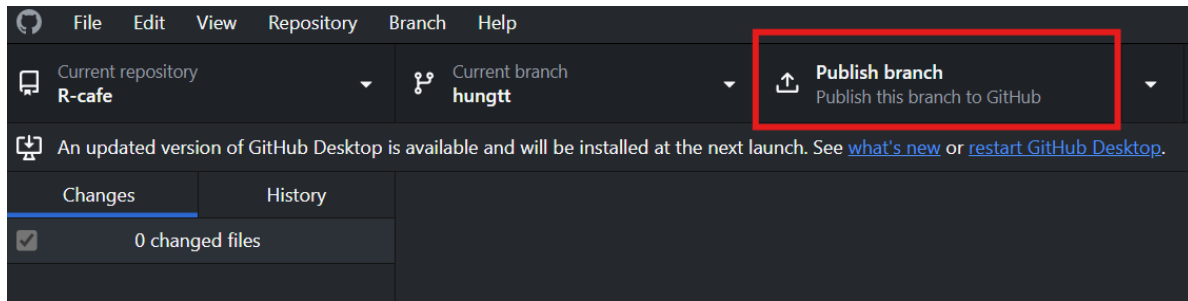 File Edit View Repository Branch Help
Current repository
R-cafe
Current branch
hungtt
Publish branch
Publish this branch to GitHub
An updated version of GitHub Desktop is available and will be installed at the next launch. See what's new or restart GitHub Desktop.
Changes History
0 changed files